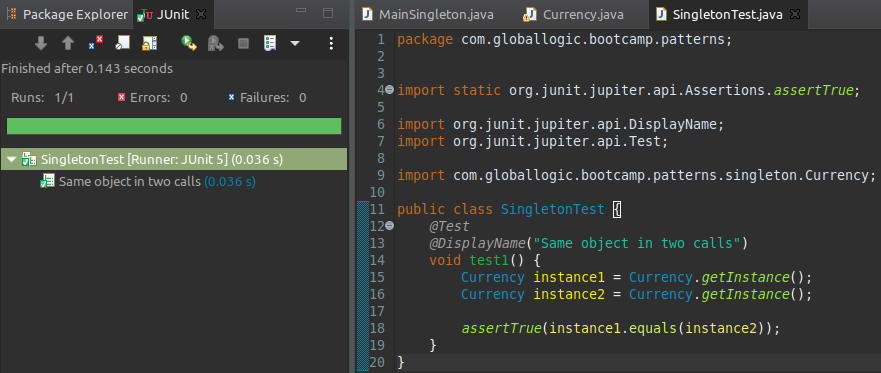 Package Explorer JUnit
Finished after 0.143 seconds
Runs: 1/1 Errors: 0 Failures: 0
SingletonTest [Runner: JUnit 5] (0.036 s)
Same object in two calls (0.036 s)
MainSingleton.java Currency.java SingletonTest.java
1 package com.globallogic.bootcamp.patterns;
2
3
4 import static org.junit.jupiter.api.Assertions.assertTrue;
5
6 import org.junit.jupiter.api.DisplayName;
7 import org.junit.jupiter.api.Test;
8
9 import com.globallogic.bootcamp.patterns.singleton.Currency;
10
11 public class SingletonTest {
12 @Test
13 @DisplayName("Same object in two calls")
14 void test1() {
15 Currency instance1 = Currency.getInstance();
16 Currency instance2 = Currency.getInstance();
17
18 assertTrue(instance1.equals(instance2));
19 }
20 }